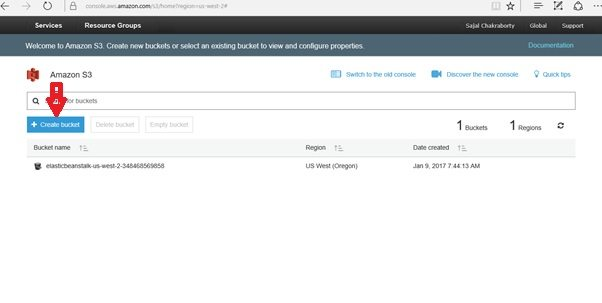 console.aws.amazon.com/s3/home?region=us-west-2#
Services Resource Groups Sajal Chakraborty Global Support
Welcome to Amazon S3. Create new buckets or select an existing bucket to view and configure properties. Documentation
Amazon S3 Switch to the old console Discover the new console Quick tips
for buckets
+ Create bucket Delete bucket Empty bucket 1 Buckets 1 Regions
Bucket name Region Date created
elasticbeanstalk-us-west-2-348468569858 US West (Oregon) Jan 9, 2017 7:44:13 AM